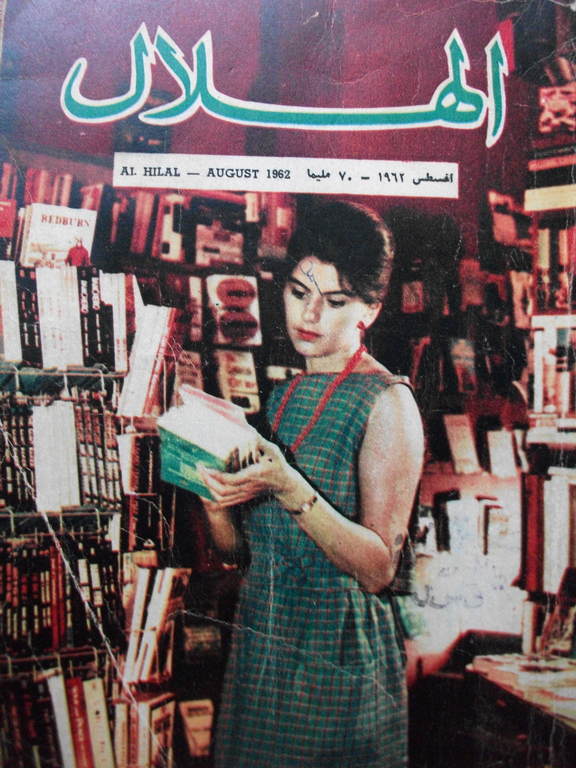 الهلال
AL HILAL — AUGUST 1962 اغسطس ١٩٦٢ — ٧٠ مليما
REDBURN